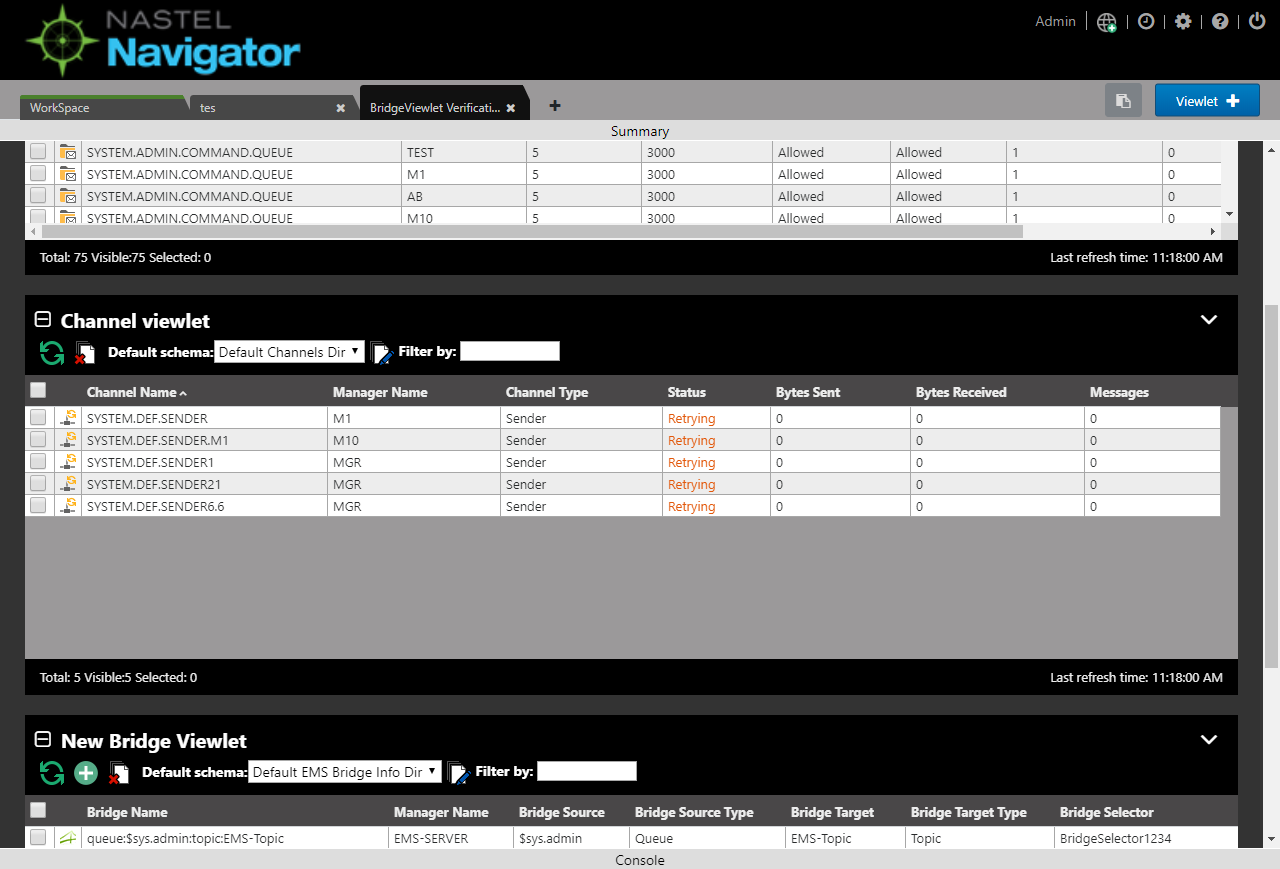 NASTEL
Navigator
Admin
WorkSpace tes BridgeViewlet Verificati...
Viewlet
Summary
SYSTEM.ADMIN.COMMAND.QUEUE TEST 5 3000 Allowed Allowed 1 0
SYSTEM.ADMIN.COMMAND.QUEUE M1 5 3000 Allowed Allowed 1 0
SYSTEM.ADMIN.COMMAND.QUEUE AB 5 3000 Allowed Allowed 1 0
SYSTEM.ADMIN.COMMAND.QUEUE M10 5 3000 Allowed Allowed 1 0
Total: 75 Visible:75 Selected: 0 Last refresh time: 11:18:00 AM
Channel viewlet
Default schema: Default Channels Dir Filter by:
Channel Name Manager Name Channel Type Status Bytes Sent Bytes Received Messages
SYSTEM.DEF.SENDER M1 Sender Retrying 0 0 0
SYSTEM.DEF.SENDER.M1 M10 Sender Retrying 0 0 0
SYSTEM.DEF.SENDER1 MGR Sender Retrying 0 0 0
SYSTEM.DEF.SENDER21 MGR Sender Retrying 0 0 0
SYSTEM.DEF.SENDER6.6 MGR Sender Retrying 0 0 0
Total: 5 Visible:5 Selected: 0 Last refresh time: 11:18:00 AM
New Bridge Viewlet
Default schema: Default EMS Bridge Info Dir Filter by:
Bridge Name Manager Name Bridge Source Bridge Source Type Bridge Target Bridge Target Type Bridge Selector
queue:$sys.admin:topic:EMS-Topic EMS-SERVER $sys.admin Queue EMS-Topic Topic BridgeSelector1234
Console